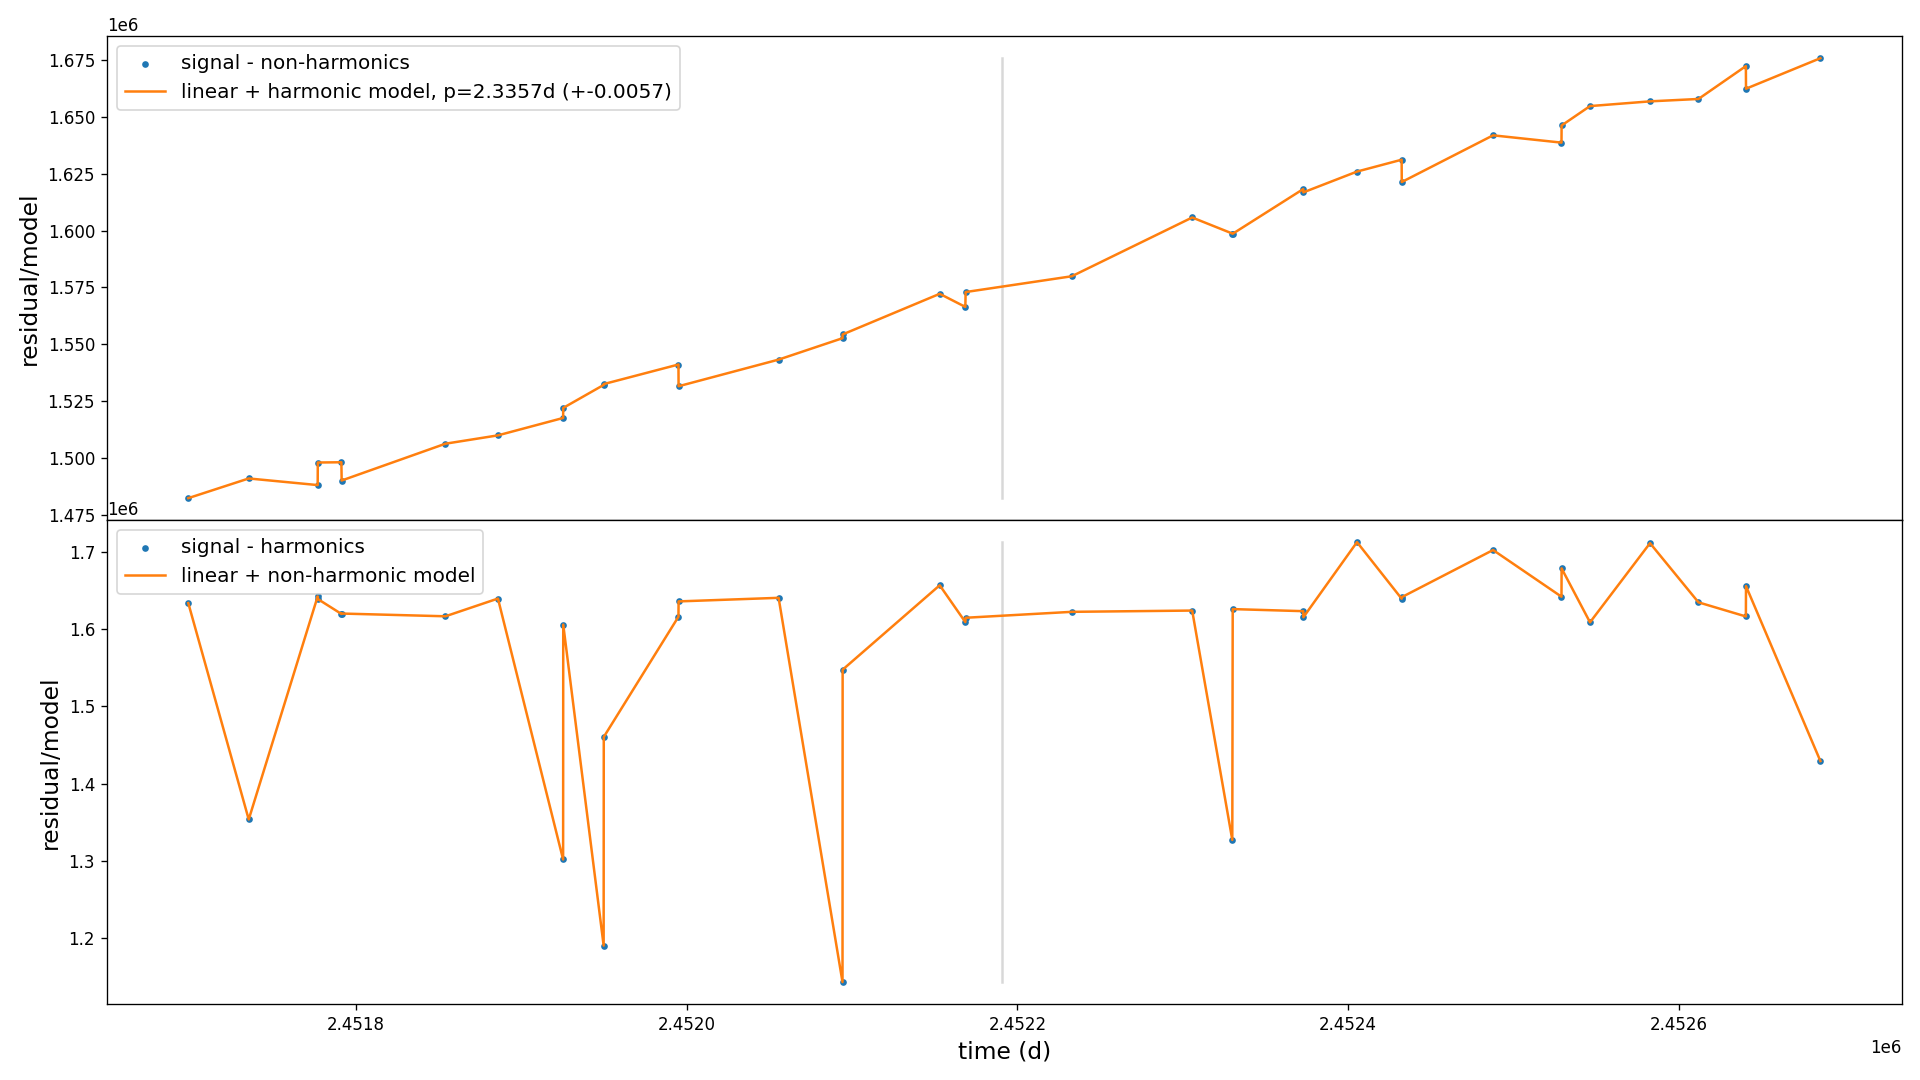 1e6
signal - non-harmonics
linear + harmonic model, p=2.3357d (+-0.0057)
1.675
1.650
1.625
1.600
1.575
1.550
1.525
1.500
1.475
residual/model
1e6
signal - harmonics
linear + non-harmonic model
1.7
1.6
1.5
1.4
1.3
1.2
residual/model
2.4518 2.4520 2.4522 2.4524 2.4526
1e6
time (d)